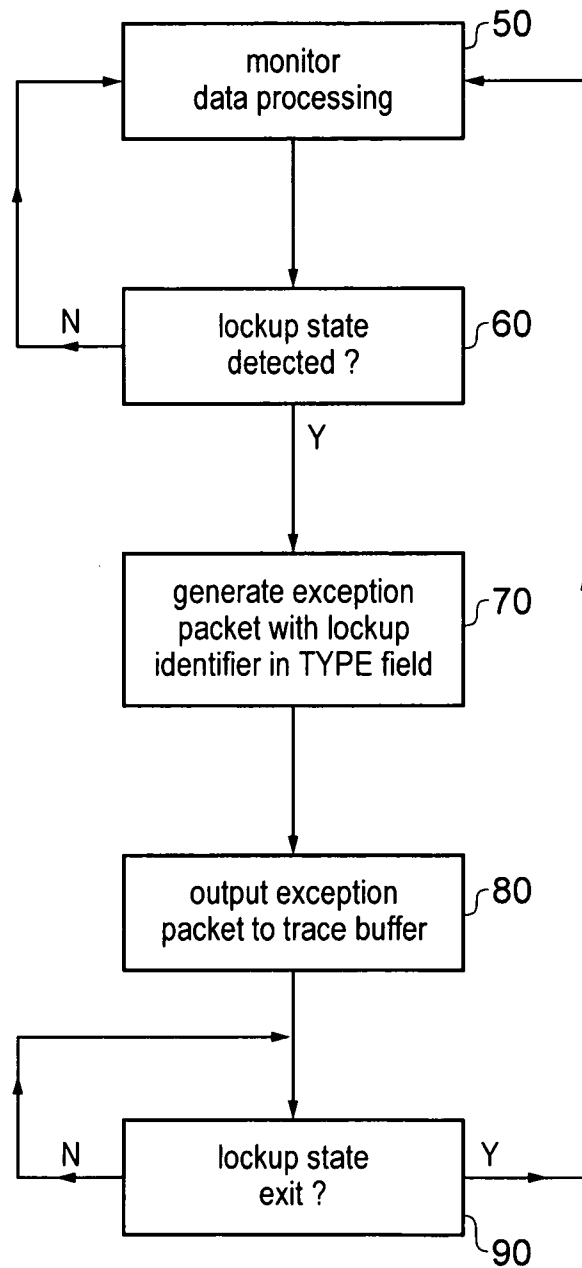 50
monitor
data processing
N
lockup state
detected ?
60
Y
generate exception
packet with lockup
identifier in TYPE field
70
output exception
packet to trace buffer
80
N
lockup state
exit ?
Y
90